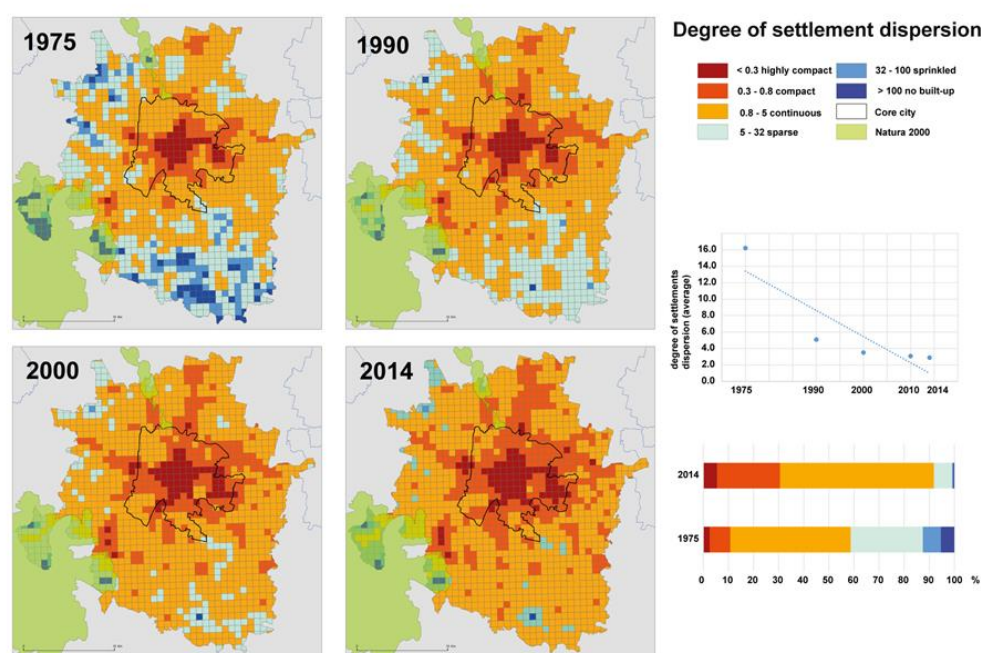 1975
1990
2000
2014
Degree of settlement dispersion
< 0.3 highly compact
0.3 - 0.8 compact
0.8 - 5 continuous
5 - 32 sparse
32 - 100 sprinkled
> 100 no built-up
Core city
Natura 2000
degree of settlements
dispersion (average)
16.0
14.0
12.0
10.0
8.0
6.0
4.0
2.0
0.0
1975 1990 2000 2010 2014
2014
1975
0 10 20 30 40 50 60 70 80 90 100 %